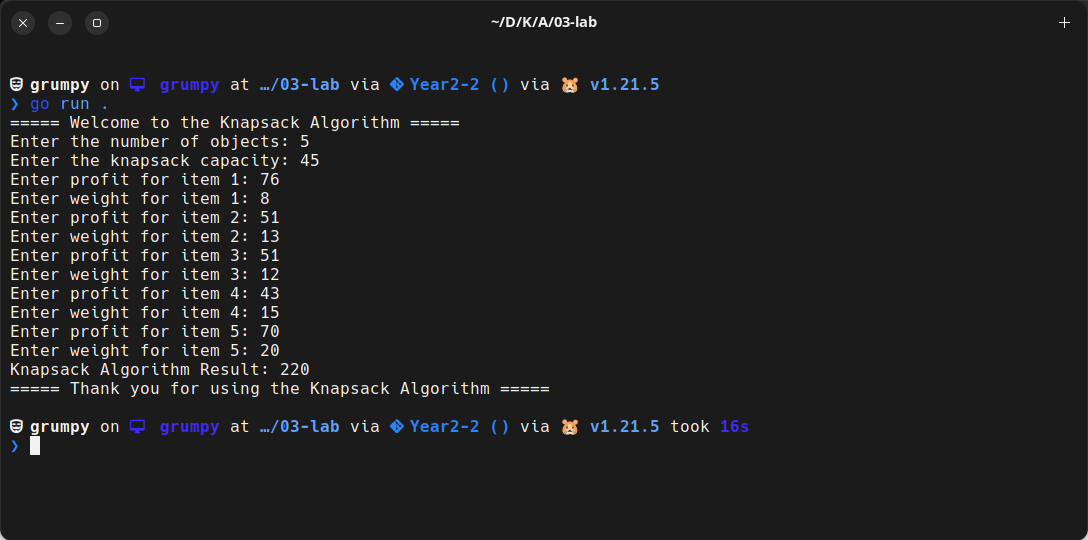 ~/D/K/A/03-lab
grumpy on grumpy at …/03-lab via Year2-2 () via 🐹 v1.21.5
❯ go run .
===== Welcome to the Knapsack Algorithm =====
Enter the number of objects: 5
Enter the knapsack capacity: 45
Enter profit for item 1: 76
Enter weight for item 1: 8
Enter profit for item 2: 51
Enter weight for item 2: 13
Enter profit for item 3: 51
Enter weight for item 3: 12
Enter profit for item 4: 43
Enter weight for item 4: 15
Enter profit for item 5: 70
Enter weight for item 5: 20
Knapsack Algorithm Result: 220
===== Thank you for using the Knapsack Algorithm =====
grumpy on grumpy at …/03-lab via Year2-2 () via 🐹 v1.21.5 took 16s
❯